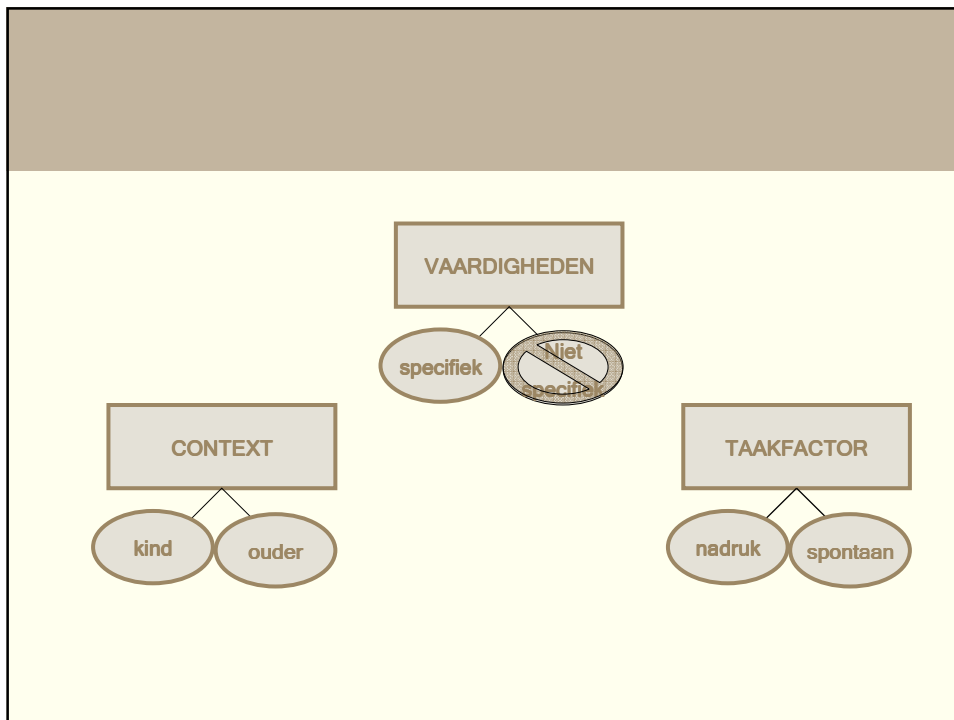 VAARDIGHEDEN
specifiek
Niet
specifiek
CONTEXT
kind
ouder
TAAKFACTOR
nadruk
spontaan